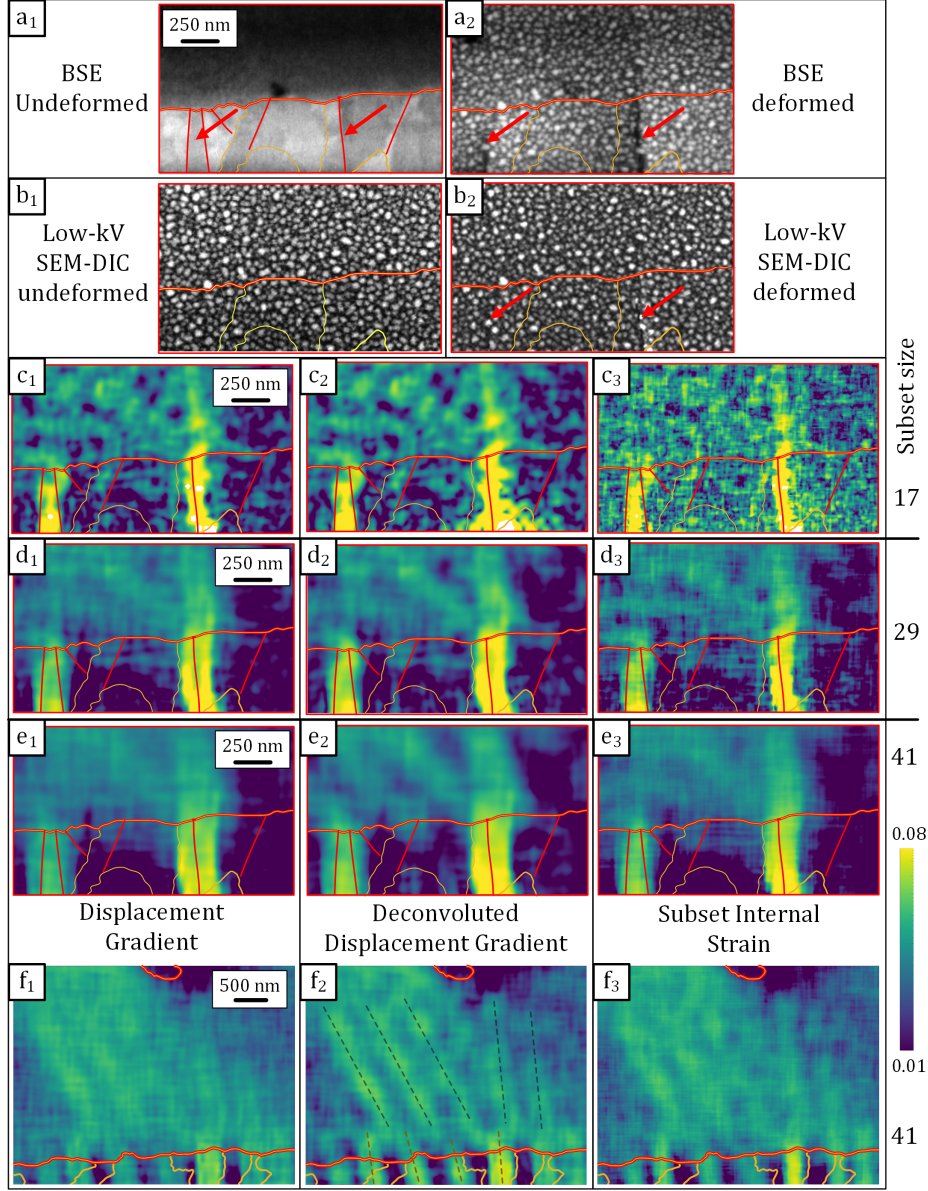 a1
250 nm
BSE
Undeformed
a2
BSE
deformed
b1
Low-kV
SEM-DIC
undeformed
b2
Low-kV
SEM-DIC
deformed
c1
250 nm
c2
c3
Subset size
17
d1
250 nm
d2
d3
29
e1
250 nm
e2
e3
41
0.08
Displacement
Gradient
Deconvoluted
Displacement Gradient
Subset Internal
Strain
f1
500 nm
f2
f3
0.01
41